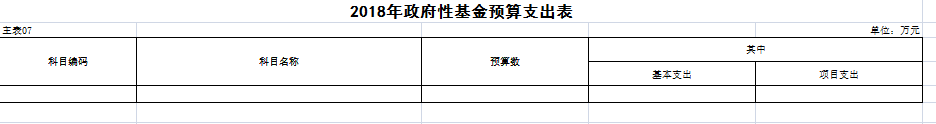 2018年政府性基金预算支出表
主表07 单位：万元
科目编码 科目名称 预算数 其中
基本支出 项目支出